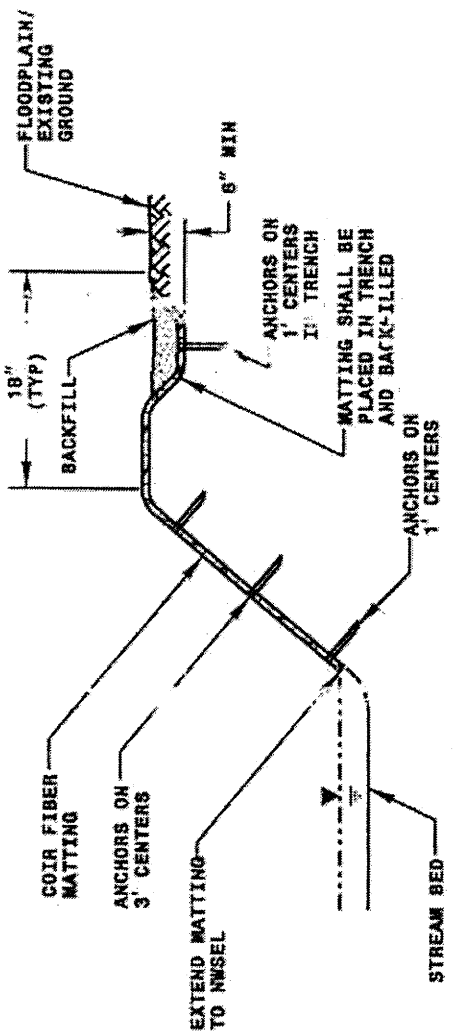 FLOODPLAIN/
EXISTING
GROUND
18"
(TYP)
BACKFILL
6" MIN
ANCHORS ON
1' CENTERS
IN TRENCH
MATTING SHALL BE
PLACED IN TRENCH
AND BACKFILLED
ANCHORS ON
1' CENTERS
COIR FIBER
MATTING
ANCHORS ON
3' CENTERS
EXTEND MATTING
TO NWSEL
STREAM BED